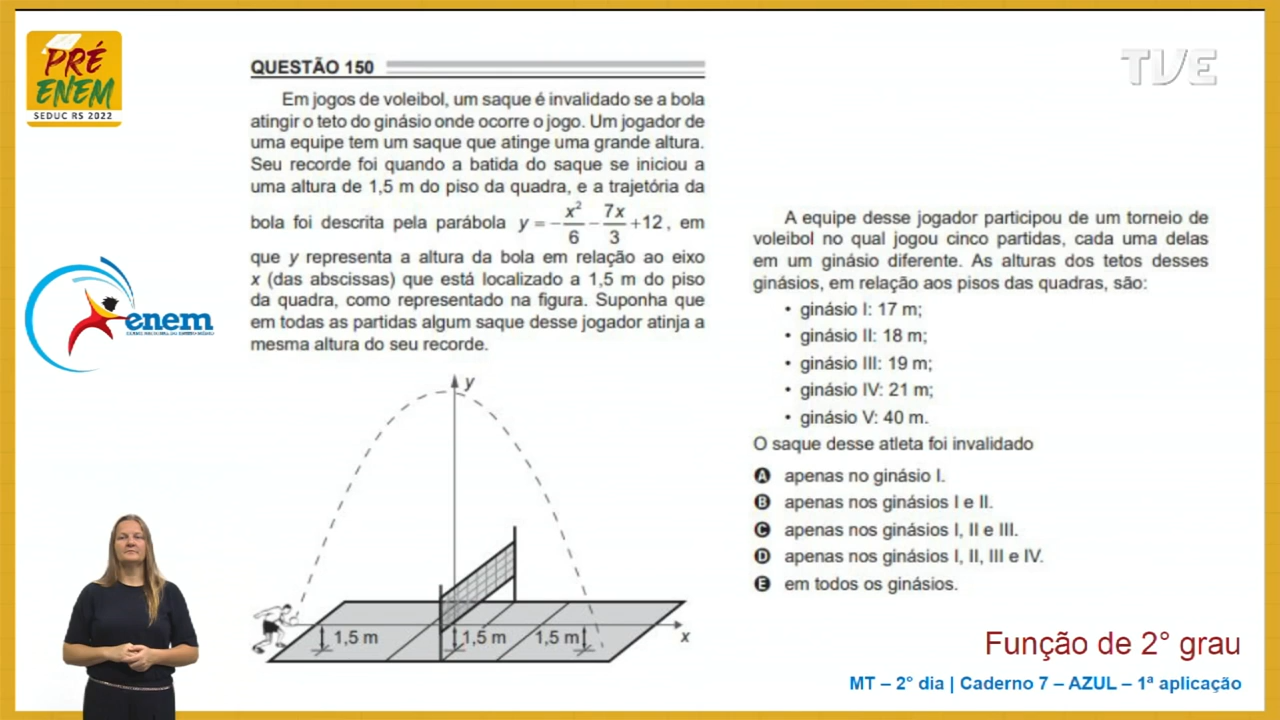 PRÉ
ENEM
SEDUC RS 2022
TVE
QUESTÃO 150
Em jogos de voleibol, um saque é invalidado se a bola
atingir o teto do ginásio onde ocorre o jogo. Um jogador de
uma equipe tem um saque que atinge uma grande altura.
Seu recorde foi quando a batida do saque se iniciou a
uma altura de 1,5 m do piso da quadra, e a trajetória da
bola foi descrita pela parábola y = -x²/6 - 7x/3 +12, em
que y representa a altura da bola em relação ao eixo
x (das abscissas) que está localizado a 1,5 m do piso
da quadra, como representado na figura. Suponha que
em todas as partidas algum saque desse jogador atinja a
mesma altura do seu recorde.
y
1,5 m
1,5 m
1,5 m
x
A equipe desse jogador participou de um torneio de
voleibol no qual jogou cinco partidas, cada uma delas
em um ginásio diferente. As alturas dos tetos desses
ginásios, em relação aos pisos das quadras, são:
• ginásio I: 17 m;
• ginásio II: 18 m;
• ginásio III: 19 m;
• ginásio IV: 21 m;
• ginásio V: 40 m.
O saque desse atleta foi invalidado
A apenas no ginásio I.
B apenas nos ginásios I e II.
C apenas nos ginásios I, II e III.
D apenas nos ginásios I, II, III e IV.
E em todos os ginásios.
enem
Função de 2° grau
MT – 2° dia | Caderno 7 – AZUL – 1ª aplicação